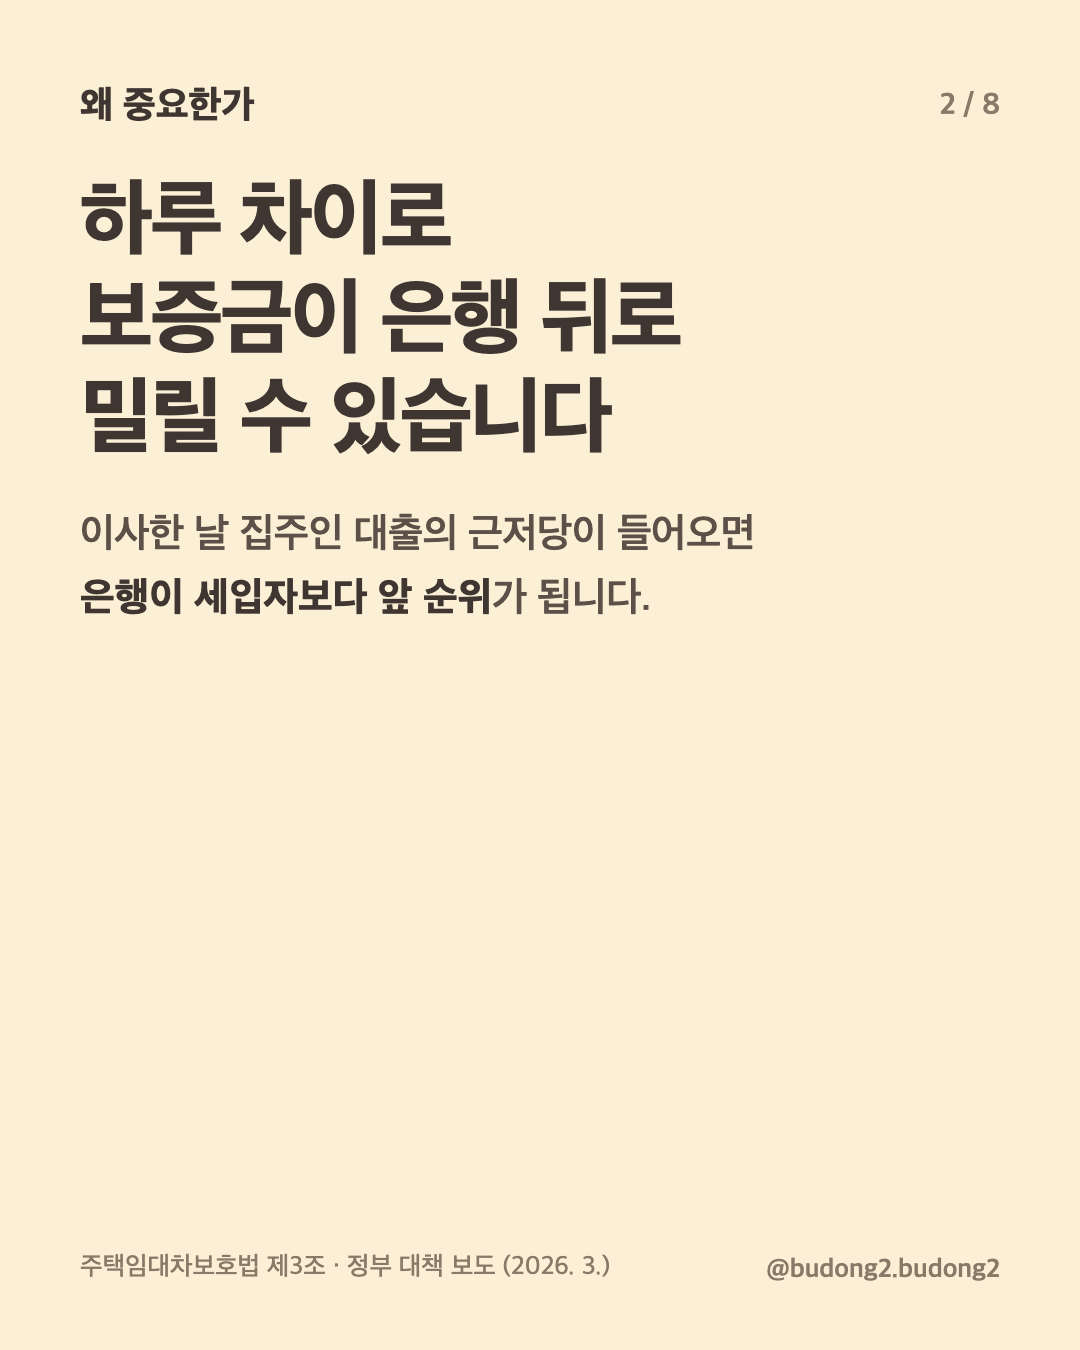 왜 중요한가
2 / 8
하루 차이로
보증금이 은행 뒤로
밀릴 수 있습니다
이사한 날 집주인 대출의 근저당이 들어오면
은행이 세입자보다 앞 순위가 됩니다.
주택임대차보호법 제3조 · 정부 대책 보도 (2026. 3.)
@budong2.budong2